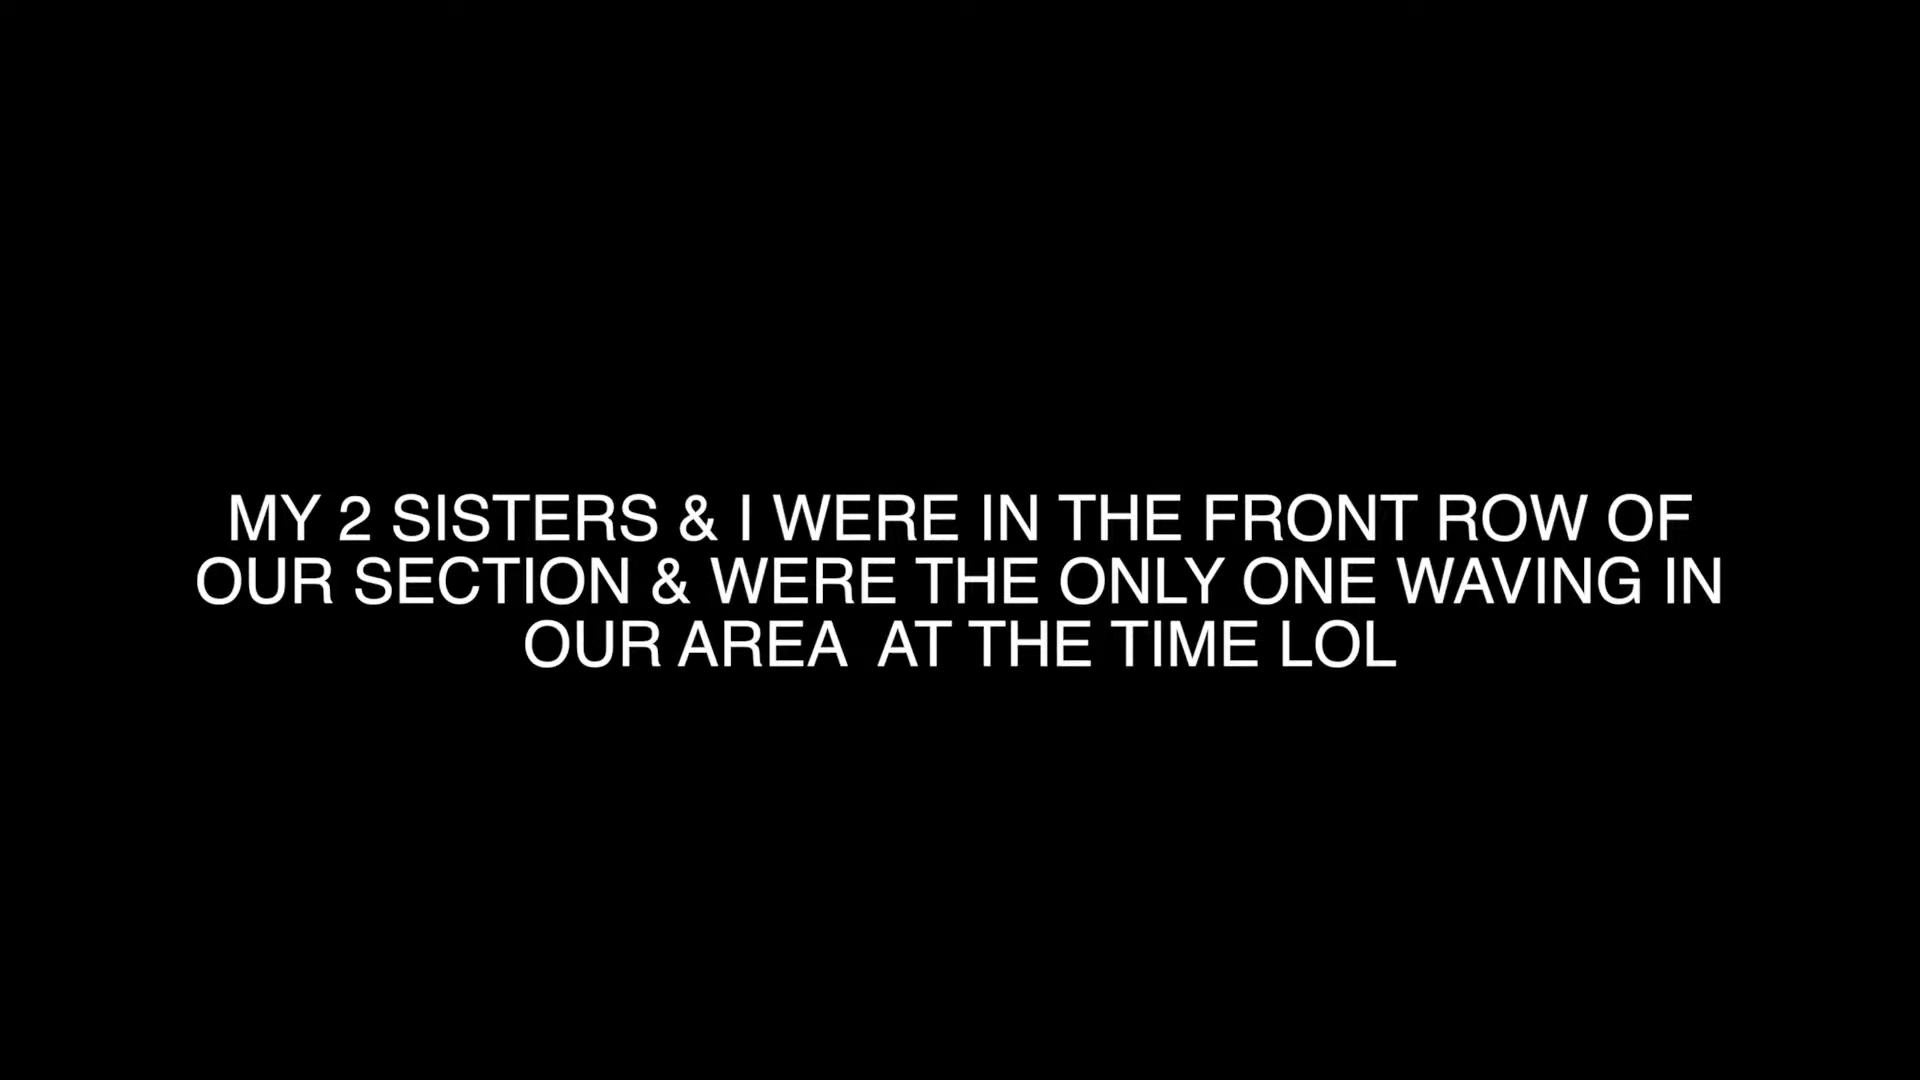 MY 2 SISTERS & I WERE IN THE FRONT ROW OF
OUR SECTION & WERE THE ONLY ONE WAVING IN
OUR AREA  AT THE TIME LOL